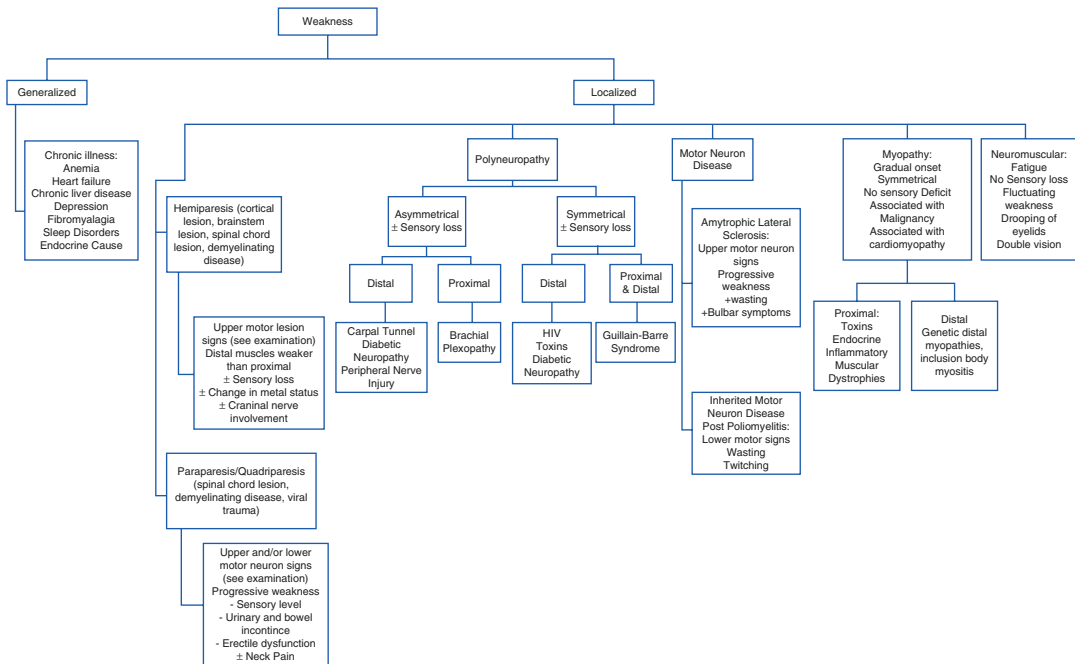 Weakness
Generalized
Localized
Chronic illness:
Anemia
Heart failure
Chronic liver disease
Depression
Fibromyalagia
Sleep Disorders
Endocrine Cause
Hemiparesis (cortical
lesion, brainstem
lesion, spinal chord
lesion, demyelinating
disease)
Upper motor lesion
signs (see examination)
Distal muscles weaker
than proximal
± Sensory loss
± Change in metal status
± Craninal nerve
involvement
Paraparesis/Quadriparesis
(spinal chord lesion,
demyelinating disease, viral
trauma)
Upper and/or lower
motor neuron signs
(see examination)
Progressive weakness
- Sensory level
- Urinary and bowel
incontince
- Erectile dysfunction
± Neck Pain
Polyneuropathy
Asymmetrical
± Sensory loss
Distal
Carpal Tunnel
Diabetic
Neuropathy
Peripheral Nerve
Injury
Proximal
Brachial
Plexopathy
Symmetrical
± Sensory loss
Distal
HIV
Toxins
Diabetic
Neuropathy
Proximal
& Distal
Guillain-Barre
Syndrome
Motor Neuron
Disease
Amytrophic Lateral
Sclerosis:
Upper motor neuron
signs
Progressive
weakness
+wasting
+Bulbar symptoms
Inherited Motor
Neuron Disease
Post Poliomyelitis:
Lower motor signs
Wasting
Twitching
Myopathy:
Gradual onset
Symmetrical
No sensory Deficit
Associated with
Malignancy
Associated with
cardiomyopathy
Proximal:
Toxins
Endocrine
Inflammatory
Muscular
Dystrophies
Distal
Genetic distal
myopathies,
inclusion body
myositis
Neuromuscular:
Fatigue
No Sensory loss
Fluctuating
weakness
Drooping of
eyelids
Double vision